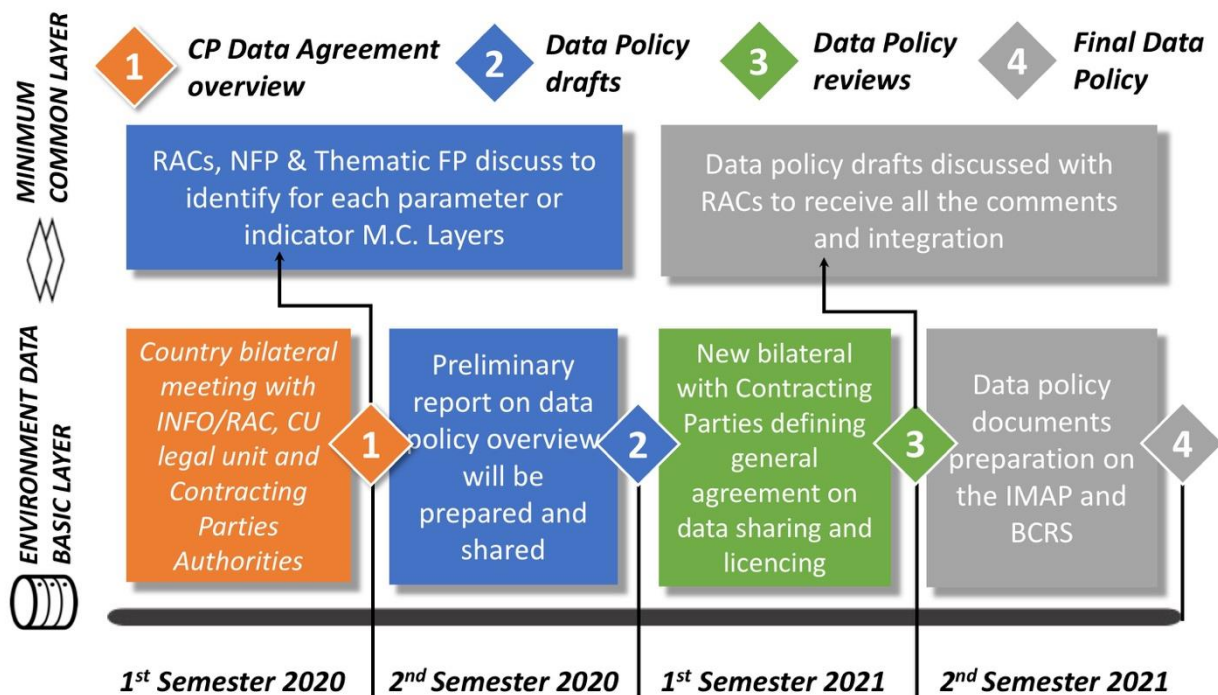 1
CP Data Agreement
overview
2
Data Policy
drafts
3
Data Policy
reviews
4
Final Data
Policy
MINIMUM
COMMON LAYER
RACs, NFP & Thematic FP discuss to
identify for each parameter or
indicator M.C. Layers
Data policy drafts discussed with
RACs to receive all the comments
and integration
ENVIRONMENT DATA
BASIC LAYER
Country bilateral
meeting with
INFO/RAC, CU
legal unit and
Contracting
Parties
Authorities
1
Preliminary
report on data
policy overview
will be
prepared and
shared
2
New bilateral
with Contracting
Parties defining
general
agreement on
data sharing and
licencing
3
Data policy
documents
preparation on
the IMAP and
BCRS
4
1st Semester 2020
2nd Semester 2020
1st Semester 2021
2nd Semester 2021